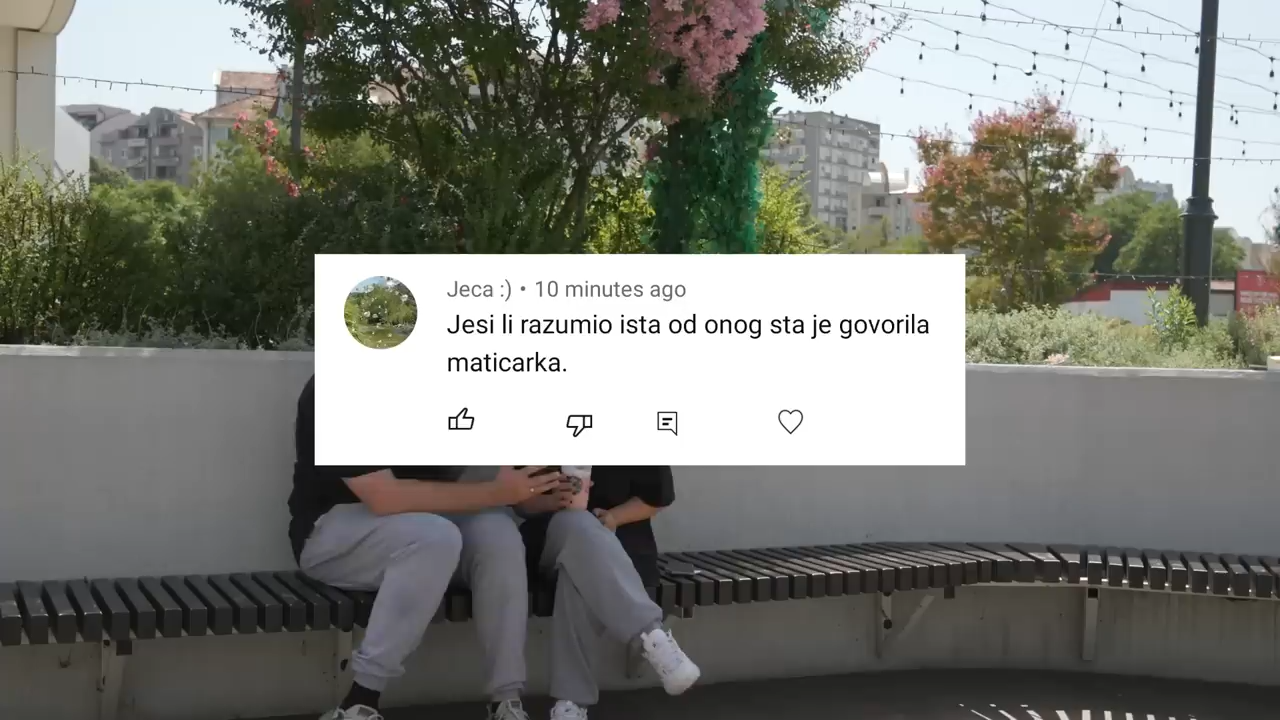 Jeca :) • 10 minutes ago
Jesi li razumio ista od onog sta je govorila
maticarka.